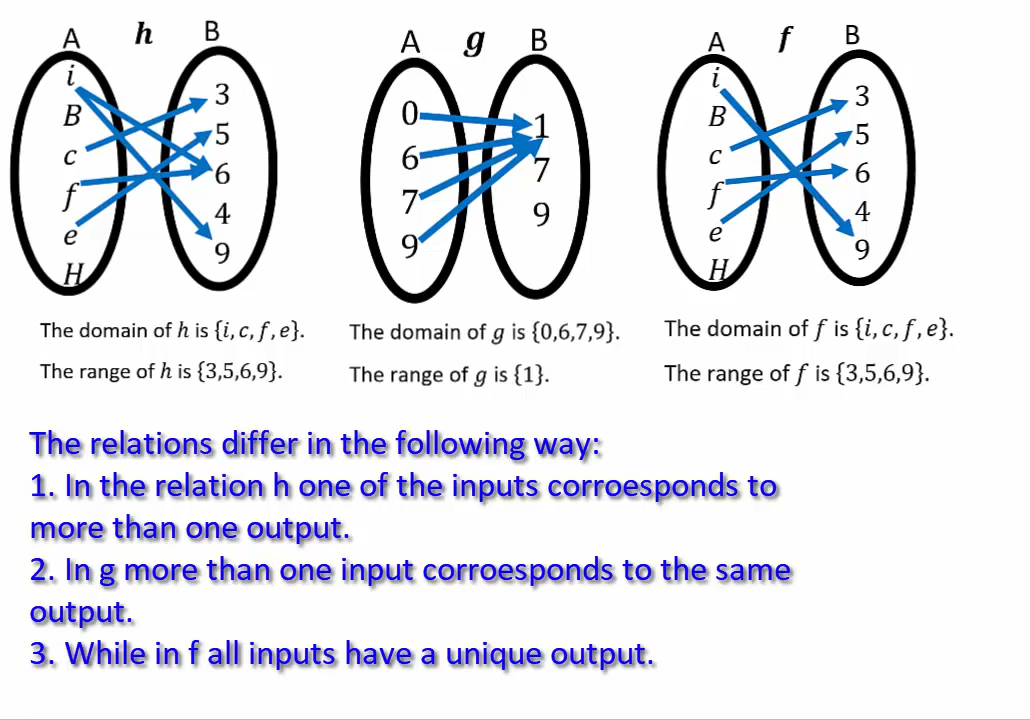 A h B
i
B
c
f
e
H
3
5
6
4
9
A g B
0
6
7
9
1
7
9
A f B
i
B
c
f
e
H
3
5
6
4
9
The domain of h is {i, c, f, e}.
The range of h is {3,5,6,9}.
The domain of g is {0,6,7,9}.
The range of g is {1}.
The domain of f is {i, c, f, e}.
The range of f is {3,5,6,9}.
The relations differ in the following way:
1. In the relation h one of the inputs corroesponds to
more than one output.
2. In g more than one input corroesponds to the same
output.
3. While in f all inputs have a unique output.